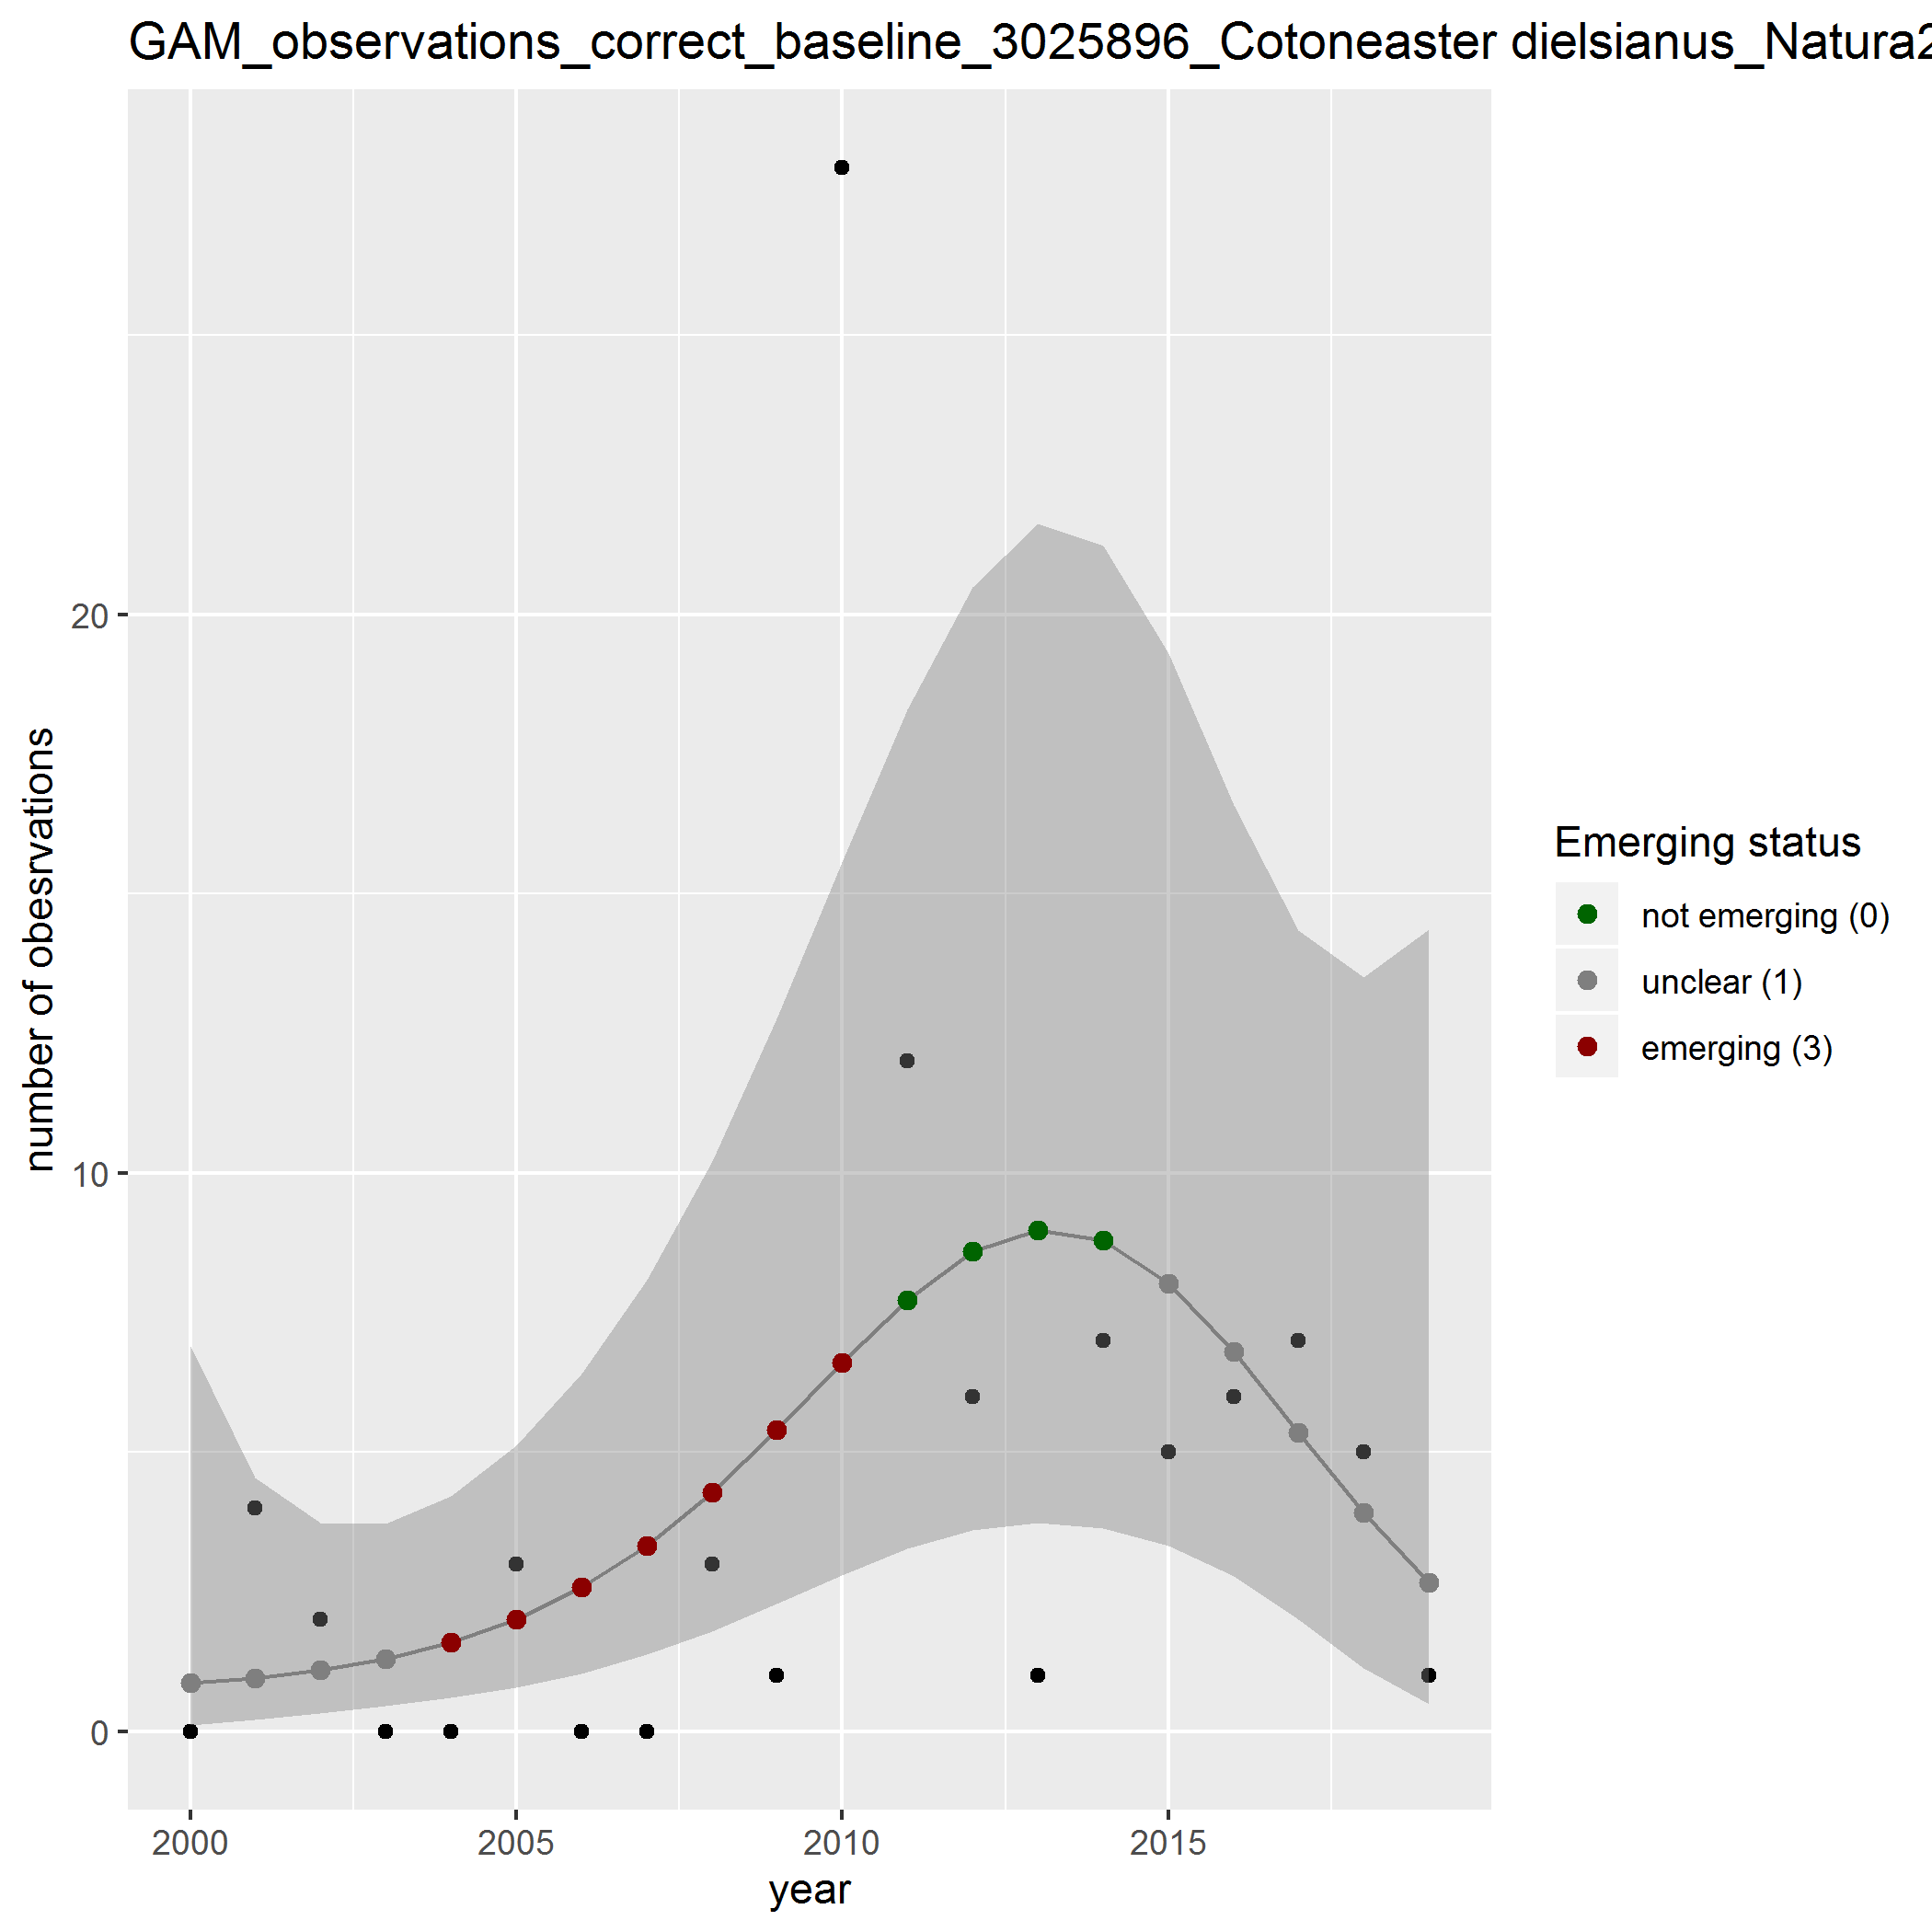 GAM_observations_correct_baseline_3025896_Cotoneaster dielsianus_Natura2
number of obesrvations
20
10
0
2000
2005
2010
2015
year
Emerging status
not emerging (0)
unclear (1)
emerging (3)